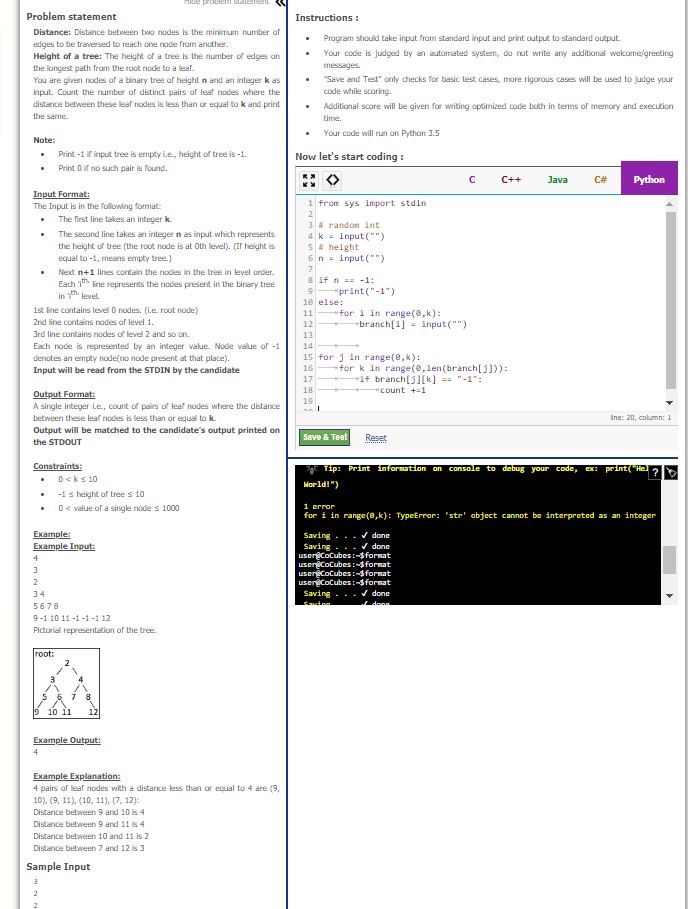 Hide problem statement
Problem statement
Distance: Distance between two nodes is the minimum number of
edges to be traversed to reach one node from another.
Height of a tree: The height of a tree is the number of edges on
the longest path from the root node to a leaf.
You are given nodes of a binary tree of height n and an integer k as
input. Count the number of distinct pairs of leaf nodes where the
distance between these leaf nodes is less than or equal to k and print
the same.
Note:
• Print -1 if input tree is empty i.e., height of tree is -1.
• Print 0 if no such pair is found.
Input Format:
The Input is in the following format:
• The first line takes an integer k.
• The second line takes an integer n as input which represents
the height of tree (the root node is at 0th level). (If height is
equal to -1, means empty tree.)
• Next n+1 lines contain the nodes in the tree in level order.
Each ith line represents the nodes present in the binary tree
in ith level.
1st line contains level 0 nodes. (i.e. root node)
2nd line contains nodes of level 1.
3rd line contains nodes of level 2 and so on.
Each node is represented by an integer value. Node value of -1
denotes an empty node(no node present at that place).
Input will be read from the STDIN by the candidate
Output Format:
A single integer i.e., count of pairs of leaf nodes where the distance
between these leaf nodes is less than or equal to k.
Output will be matched to the candidate's output printed on
the STDOUT
Constraints:
• 0 < k ≤ 10
• -1 ≤ height of tree ≤ 10
• 0 < value of a single node ≤ 1000
Example:
Example Input:
4
3
2
3 4
5 6 7 8
9 -1 10 11 -1 -1 -1 12
Pictorial representation of the tree.
root:
2
3 4
5 6 7 8
9 10 11 12
Example Output:
4
Example Explanation:
4 pairs of leaf nodes with a distance less than or equal to 4 are (9,
10), (9, 11), (10, 11), (7, 12):
Distance between 9 and 10 is 4
Distance between 9 and 11 is 4
Distance between 10 and 11 is 2
Distance between 7 and 12 is 3
Sample Input
3
2
2
Instructions :
• Program should take input from standard input and print output to standard output.
• Your code is judged by an automated system, do not write any additional welcome/greeting
messages.
• "Save and Test" only checks for basic test cases, more rigorous cases will be used to judge your
code while scoring.
• Additional score will be given for writing optimized code both in terms of memory and execution
time.
• Your code will run on Python 3.5
Now let's start coding :
C C++ Java C# Python
1 from sys import stdin
2
3 # random int
4 k = input("")
5 # height
6 n = input("")
7
8 if n == -1:
9 print("-1")
10 else:
11 for i in range(0,k):
12 branch[i] = input("")
13
14
15 for j in range(0,k):
16 for k in range(0,len(branch[j])):
17 if branch[j][k] == "-1":
18 count +=1
19
20
line: 20, column: 1
Save & Test Reset
Tip: Print information on console to debug your code, ex: print("Hel
World!")
?
1 error
for i in range(0,k): TypeError: 'str' object cannot be interpreted as an integer
Saving . . . ✓ done
Saving . . . ✓ done
user@CoCubes:~$format
user@CoCubes:~$format
user@CoCubes:~$format
user@CoCubes:~$format
Saving . . . ✓ done
Saving ✓ done